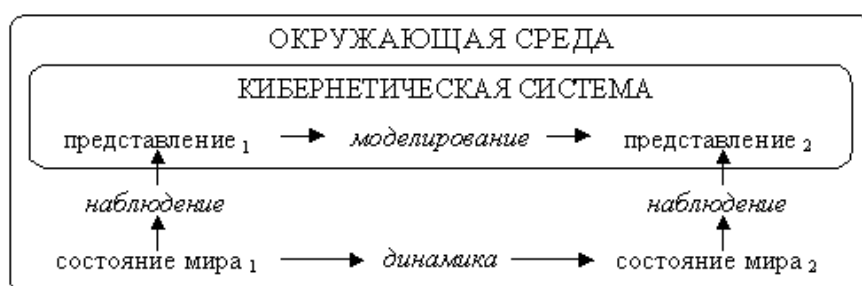 ОКРУЖАЮЩАЯ СРЕДА
КИБЕРНЕТИЧЕСКАЯ СИСТЕМА
представление 1 моделирование представление 2
наблюдение наблюдение
состояние мира 1 динамика состояние мира 2